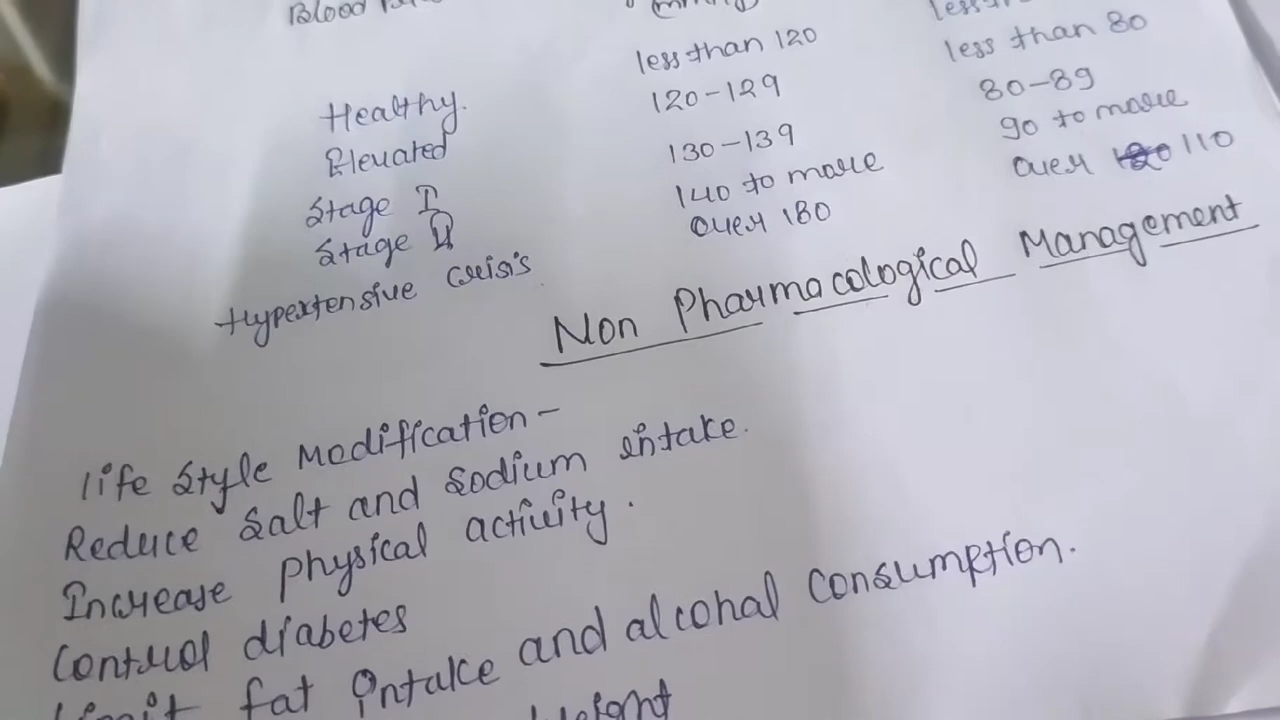 Blood
less than 120 less than 80
Healthy. 120-129 80-89
Elevated 130-139 90 to more
Stage I 140 to more over 110
Stage II over 180
Hypertensive Crisis
Non Pharmacological Management
life Style Modification -
Reduce Salt and Sodium intake.
Increase physical activity.
Control diabetes
limit fat intake and alcohal consumption.